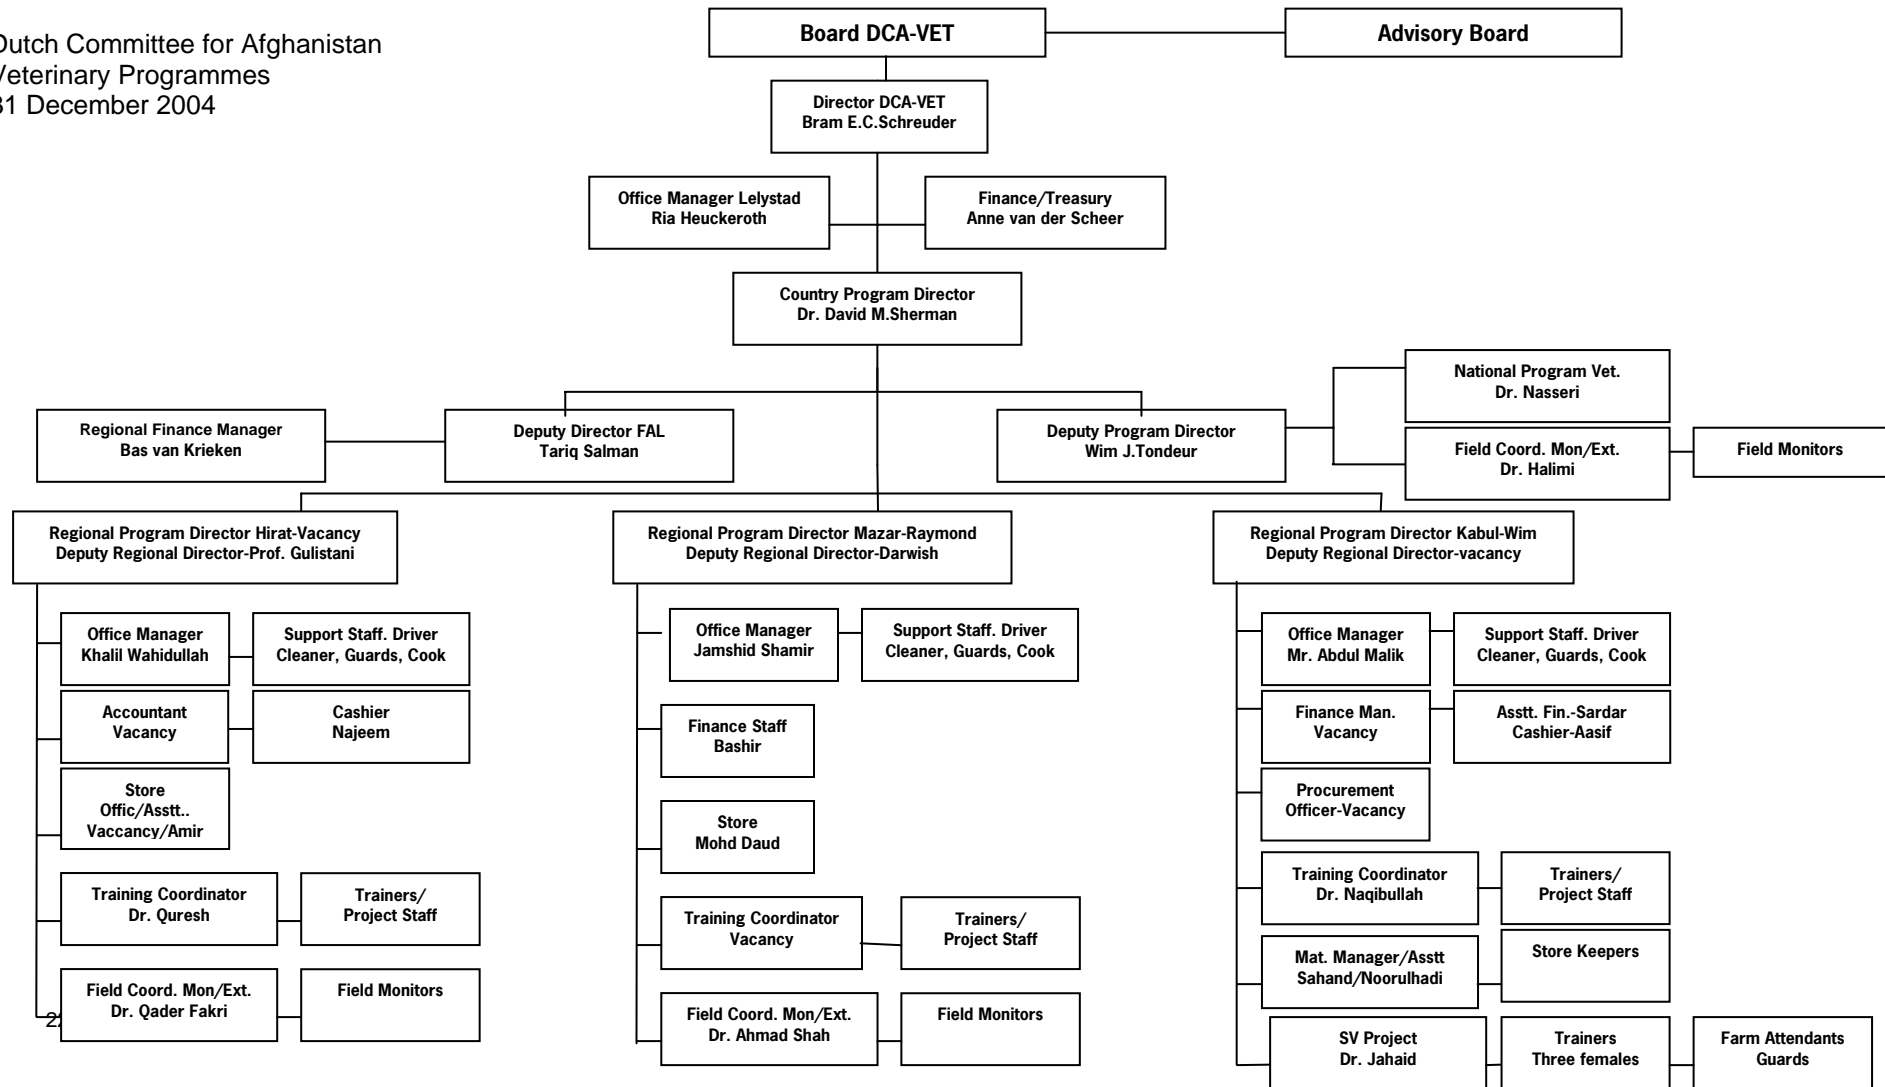 Dutch Committee for Afghanistan
Veterinary Programmes
31 December 2004
Board DCA-VET
Advisory Board
Director DCA-VET
Bram E.C.Schreuder
Office Manager Lelystad
Ria Heuckeroth
Finance/Treasury
Anne van der Scheer
Country Program Director
Dr. David M.Sherman
National Program Vet.
Dr. Nasseri
Regional Finance Manager
Bas van Krieken
Deputy Director FAL
Tariq Salman
Deputy Program Director
Wim J.Tondeur
Field Coord. Mon/Ext.
Dr. Halimi
Field Monitors
Regional Program Director Hirat-Vacancy
Deputy Regional Director-Prof. Gulistani
Regional Program Director Mazar-Raymond
Deputy Regional Director-Darwish
Regional Program Director Kabul-Wim
Deputy Regional Director-vacancy
Office Manager
Khalil Wahidullah
Support Staff. Driver
Cleaner, Guards, Cook
Accountant
Vacancy
Cashier
Najeem
Store
Offic/Asstt..
Vaccancy/Amir
Training Coordinator
Dr. Quresh
Trainers/
Project Staff
Field Coord. Mon/Ext.
Dr. Qader Fakri
Field Monitors
Office Manager
Jamshid Shamir
Support Staff. Driver
Cleaner, Guards, Cook
Finance Staff
Bashir
Store
Mohd Daud
Training Coordinator
Vacancy
Trainers/
Project Staff
Field Coord. Mon/Ext.
Dr. Ahmad Shah
Field Monitors
Office Manager
Mr. Abdul Malik
Support Staff. Driver
Cleaner, Guards, Cook
Finance Man.
Vacancy
Asstt. Fin.-Sardar
Cashier-Aasif
Procurement
Officer-Vacancy
Training Coordinator
Dr. Naqibullah
Trainers/
Project Staff
Mat. Manager/Asstt
Sahand/Noorulhadi
Store Keepers
SV Project
Dr. Jahaid
Trainers
Three females
Farm Attendants
Guards